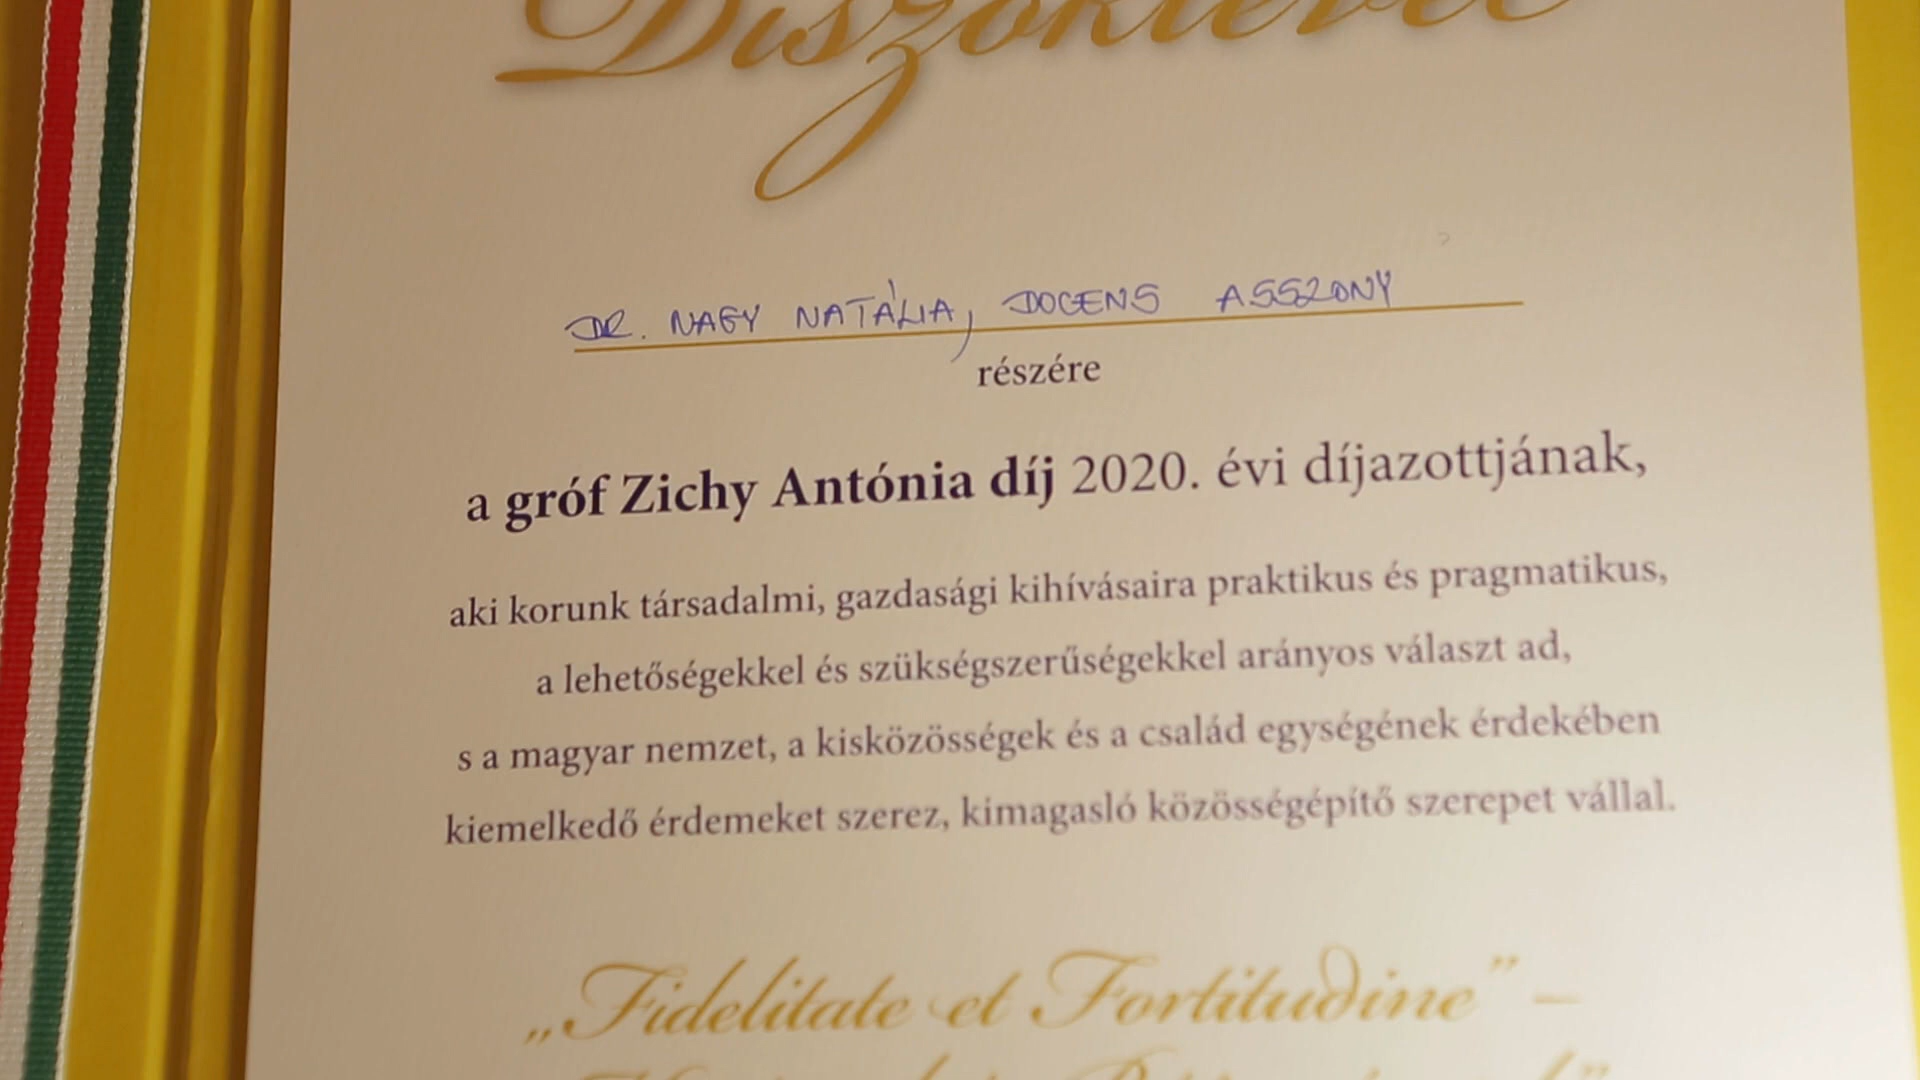 Díszoklevél
DR. NAGY NATÁLIA, DOCENS ASSZONY
részére
a gróf Zichy Antónia díj 2020. évi díjazottjának,
aki korunk társadalmi, gazdasági kihívásaira praktikus és pragmatikus,
a lehetőségekkel és szükségszerűségekkel arányos választ ad,
s a magyar nemzet, a kisközösségek és a család egységének érdekében
kiemelkedő érdemeket szerez, kimagasló közösségépítő szerepet vállal.
„Fidelitate et Fortitudine” –